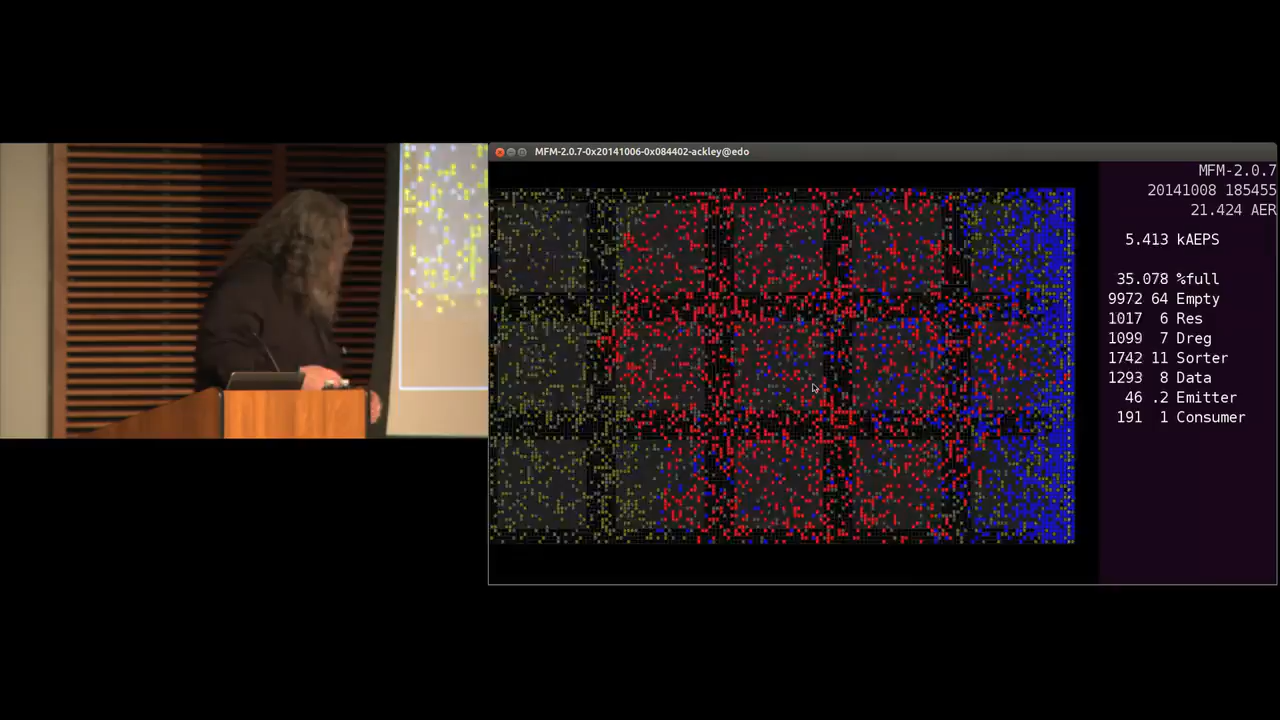 MFM-2.0.7-0x20141006-0x084402-ackley@edo
MFM-2.0.7
20141008 185455
21.424 AER
5.413 kAEPS
35.078 %full
9972 64 Empty
1017 6 Res
1099 7 Dreg
1742 11 Sorter
1293 8 Data
46 .2 Emitter
191 1 Consumer